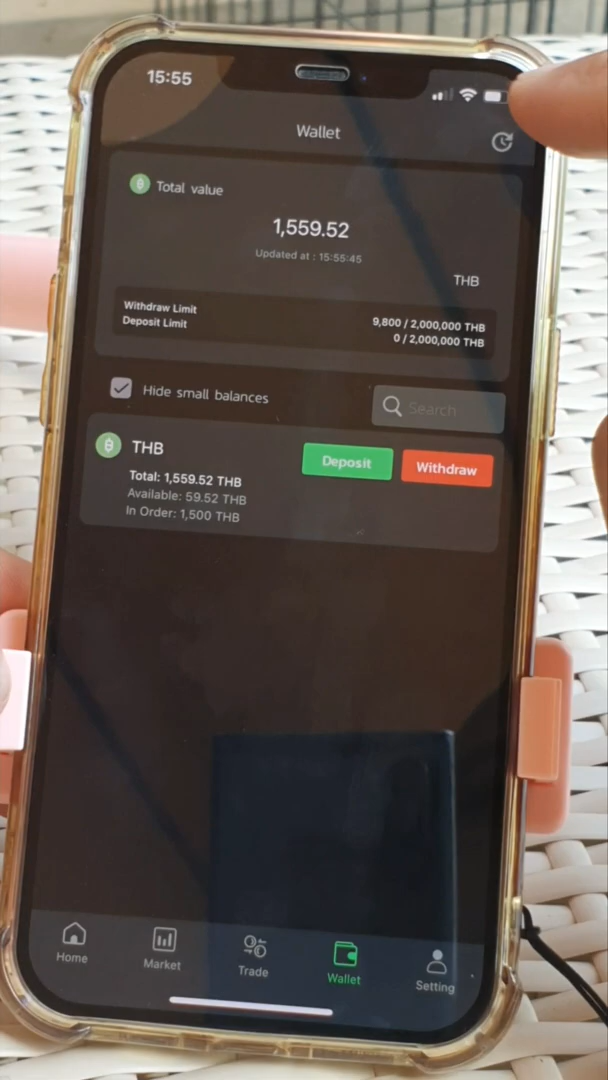 15:55
Wallet
Total value
1,559.52
Updated at : 15:55:45
THB
Withdraw Limit
9,800 / 2,000,000 THB
Deposit Limit
0 / 2,000,000 THB
Hide small balances
Search
THB
Deposit
Withdraw
Total: 1,559.52 THB
Available: 59.52 THB
In Order: 1,500 THB
Home
Market
Trade
Wallet
Setting